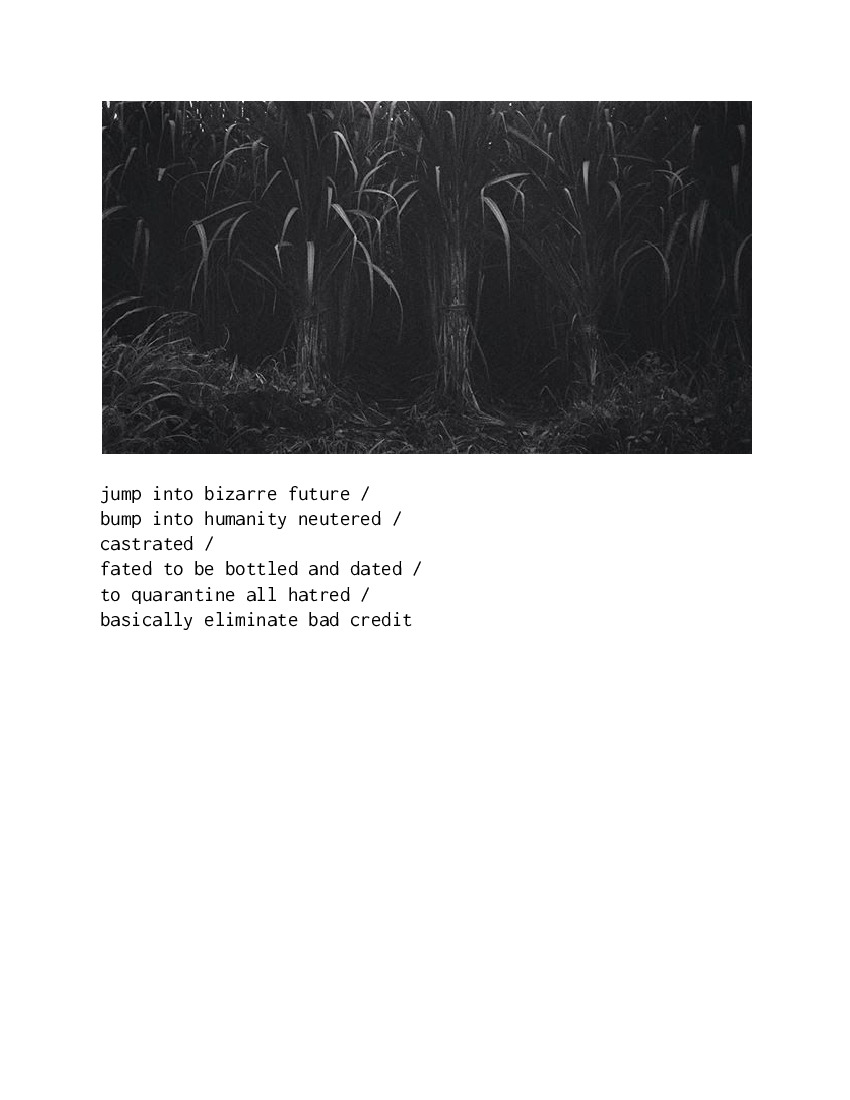 jump into bizarre future /
bump into humanity neutered /
castrated /
fated to be bottled and dated /
to quarantine all hatred /
basically eliminate bad credit